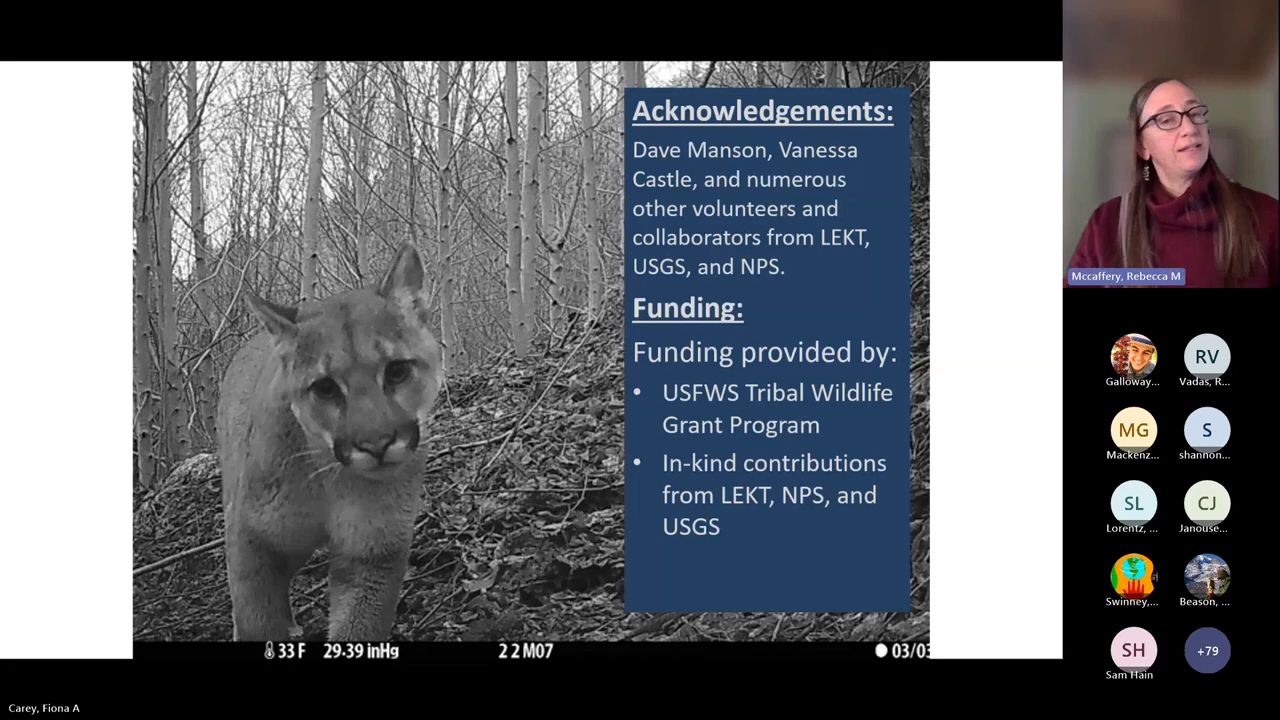 Acknowledgements:
Dave Manson, Vanessa
Castle, and numerous
other volunteers and
collaborators from LEKT,
USGS, and NPS.
Funding:
Funding provided by:
• USFWS Tribal Wildlife
Grant Program
• In-kind contributions
from LEKT, NPS, and
USGS
33 F 29.39 inHg 2 2 M07 03/03
Mccaffery, Rebecca M
RV
Galloway... Vadas, R...
MG S
Mackenz... shannon...
SL CJ
Lorentz, ... Janouse...
Swinney,... Beason, ...
SH +79
Sam Hain
Carey, Fiona A